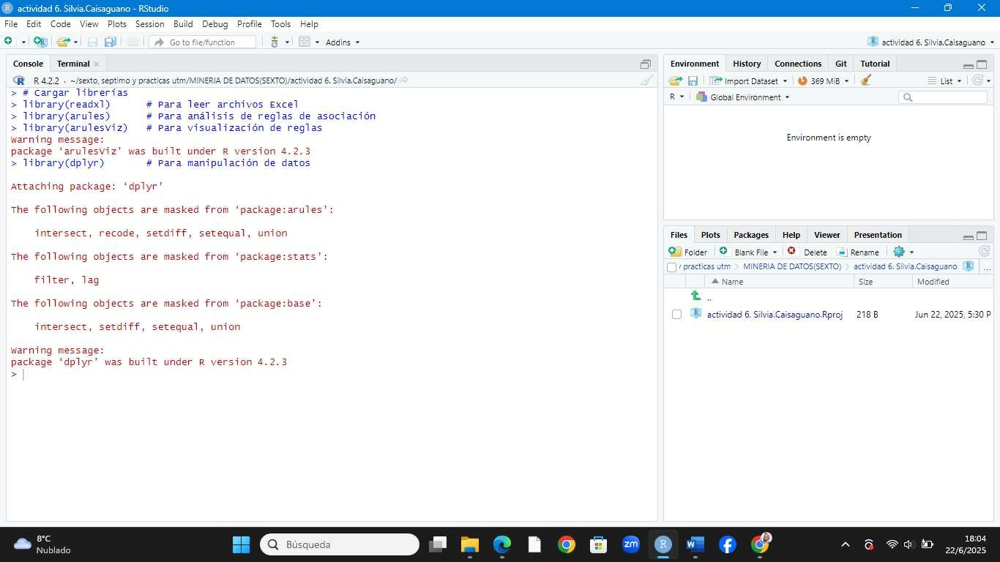 actividad 6. Silvia.Caisaguano - RStudio
File Edit Code View Plots Session Build Debug Profile Tools Help
Go to file/function
Addins
actividad 6. Silvia.Caisaguano
Console Terminal
R 4.2.2 · ~/sexto, septimo y practicas utm/MINERIA DE DATOS(SEXTO)/actividad 6. Silvia.Caisaguano/
> # Cargar librerías
> library(readxl) # Para leer archivos Excel
> library(arules) # Para análisis de reglas de asociación
> library(arulesViz) # Para visualización de reglas
Warning message:
package ‘arulesViz’ was built under R version 4.2.3
> library(dplyr) # Para manipulación de datos
Attaching package: ‘dplyr’
The following objects are masked from ‘package:arules’:
intersect, recode, setdiff, setequal, union
The following objects are masked from ‘package:stats’:
filter, lag
The following objects are masked from ‘package:base’:
intersect, setdiff, setequal, union
Warning message:
package ‘dplyr’ was built under R version 4.2.3
>
Environment History Connections Git Tutorial
Import Dataset 369 MiB List
R Global Environment
Environment is empty
Files Plots Packages Help Viewer Presentation
Folder Blank File Delete Rename
/ practicas utm > MINERIA DE DATOS(SEXTO) > actividad 6. Silvia.Caisaguano ...
Name Size Modified
..
actividad 6. Silvia.Caisaguano.Rproj 218 B Jun 22, 2025, 5:30 P
8°C
Nublado
Búsqueda
zm
18:04
22/6/2025